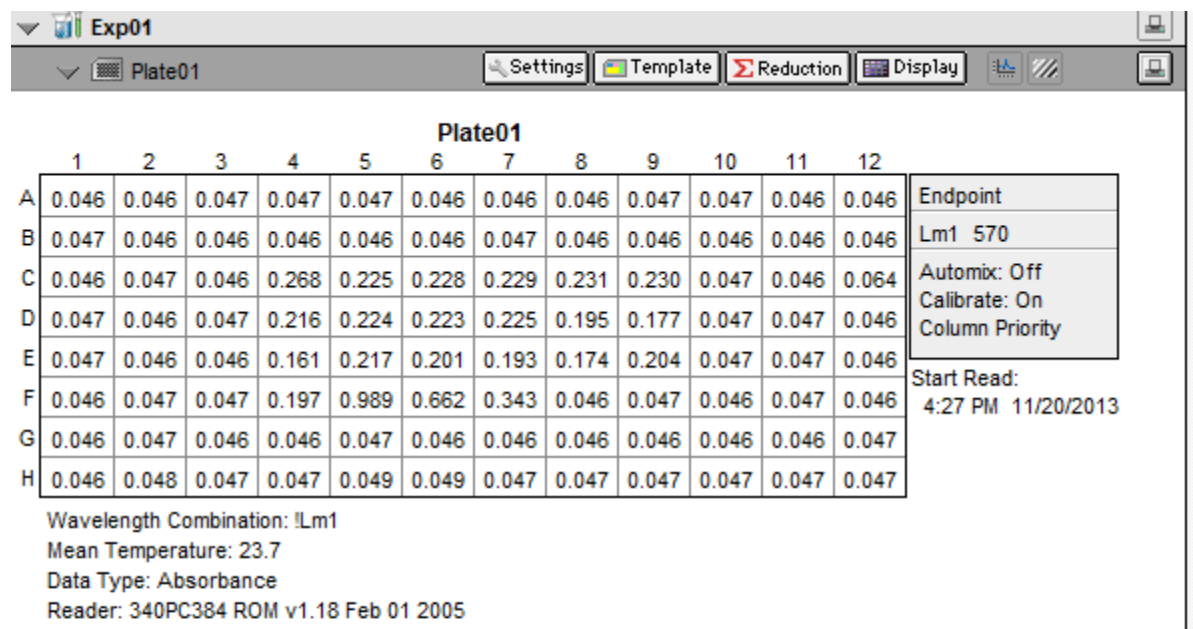 Exp01
Plate01 Settings Template Reduction Display
Plate01
1 2 3 4 5 6 7 8 9 10 11 12
A 0.046 0.046 0.047 0.047 0.047 0.046 0.046 0.046 0.047 0.047 0.046 0.046
B 0.047 0.046 0.046 0.046 0.046 0.046 0.047 0.046 0.046 0.046 0.046 0.046
C 0.046 0.047 0.046 0.268 0.225 0.228 0.229 0.231 0.230 0.047 0.046 0.064
D 0.047 0.046 0.047 0.216 0.224 0.223 0.225 0.195 0.177 0.047 0.047 0.046
E 0.047 0.046 0.046 0.161 0.217 0.201 0.193 0.174 0.204 0.047 0.047 0.046
F 0.046 0.047 0.047 0.197 0.989 0.662 0.343 0.046 0.047 0.046 0.047 0.046
G 0.046 0.047 0.046 0.046 0.047 0.046 0.046 0.046 0.046 0.046 0.046 0.047
H 0.046 0.048 0.047 0.047 0.049 0.049 0.047 0.047 0.047 0.047 0.047 0.047
Endpoint
Lm1 570
Automix: Off
Calibrate: On
Column Priority
Start Read:
4:27 PM 11/20/2013
Wavelength Combination: !Lm1
Mean Temperature: 23.7
Data Type: Absorbance
Reader: 340PC384 ROM v1.18 Feb 01 2005